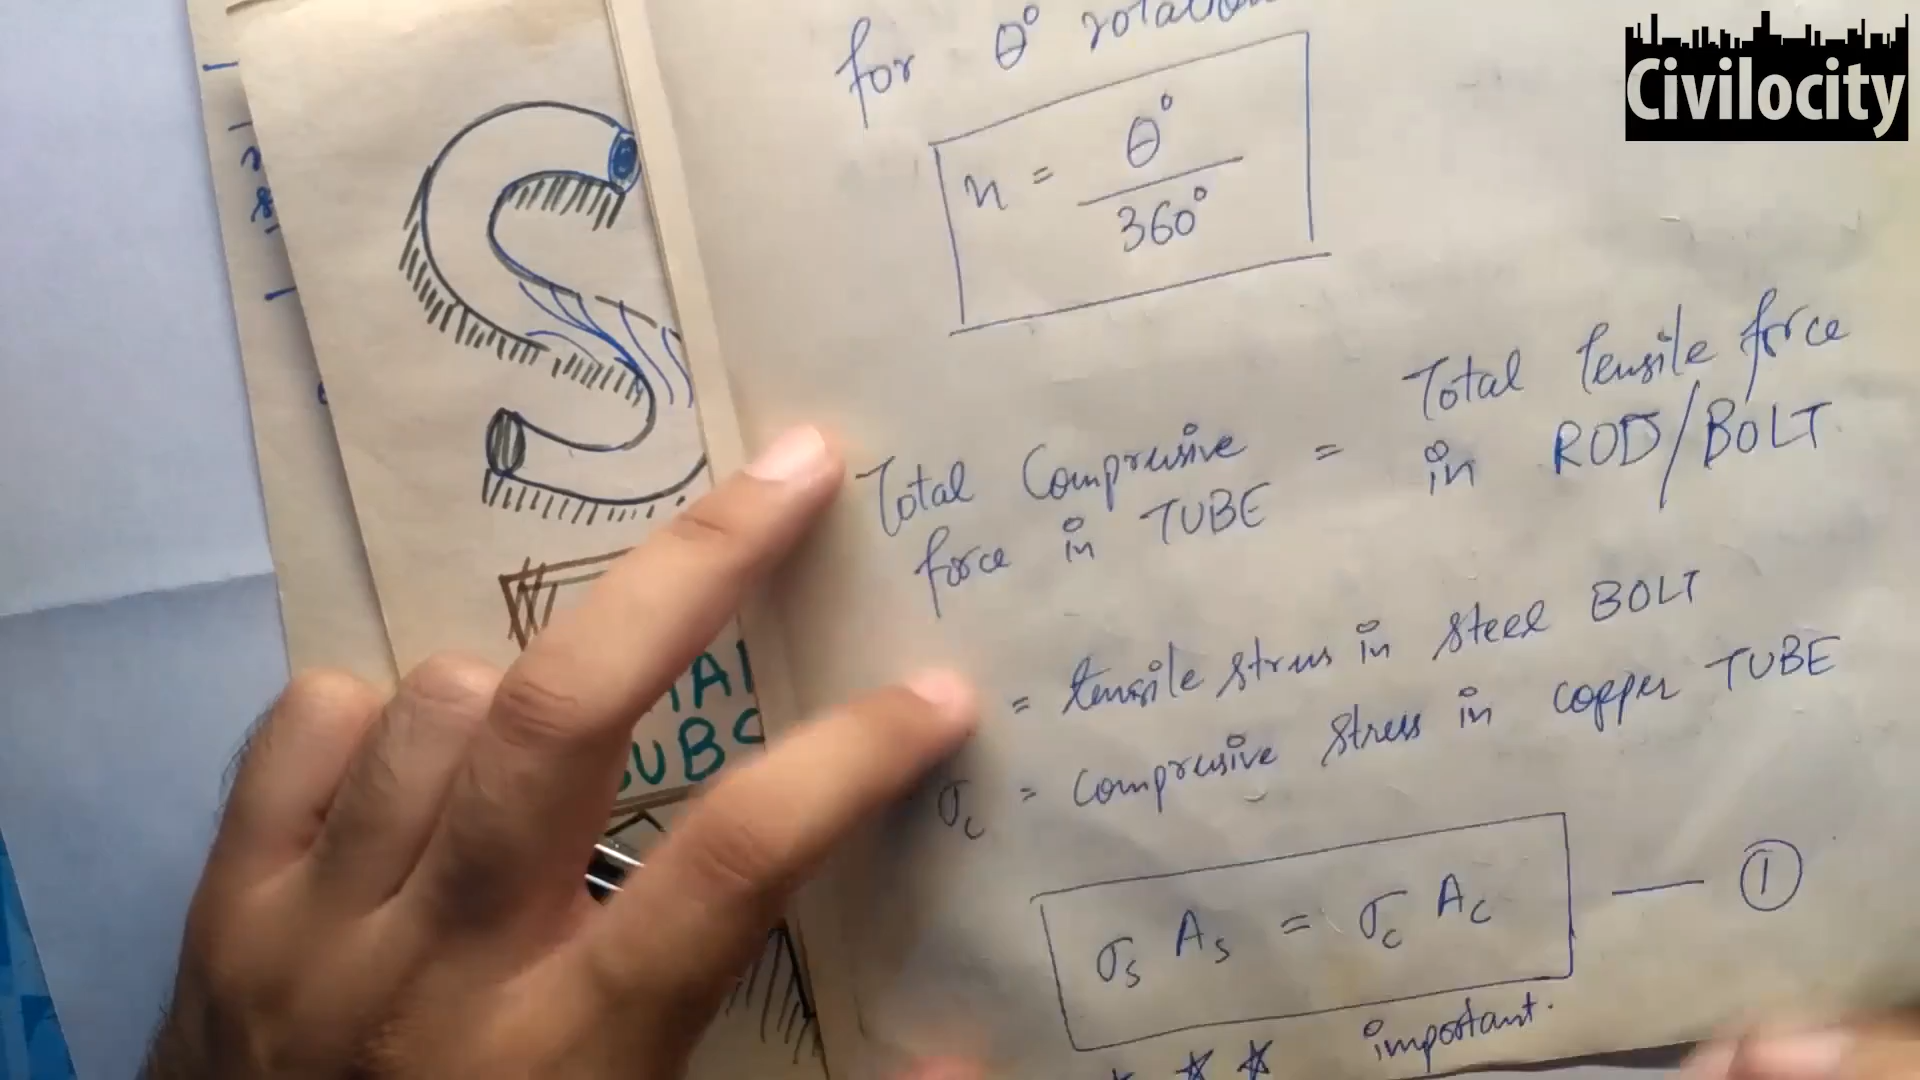 Civilocity
for θ° rotation
n = θ° / 360°
Total Compressive = Total tensile force
force in TUBE in ROD/BOLT
= tensile stress in steel BOLT
σc = compressive stress in copper TUBE
σs As = σc Ac — ①
important.
S
SUBC